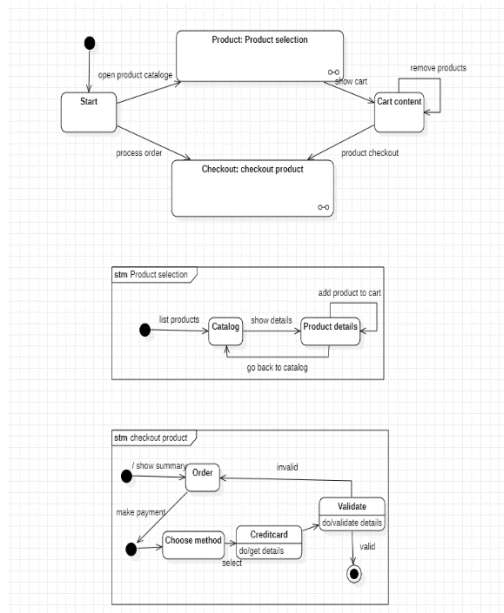 Product: Product selection
open product cataloge
show cart
remove products
Start
Cart content
process order
product checkout
Checkout: checkout product
stm Product selection
add product to cart
list products
Catalog
show details
Product details
go back to catalog
stm checkout product
/ show summary
Order
invalid
make payment
Validate
do/validate details
Choose method
Creditcard
do/get details
select
valid